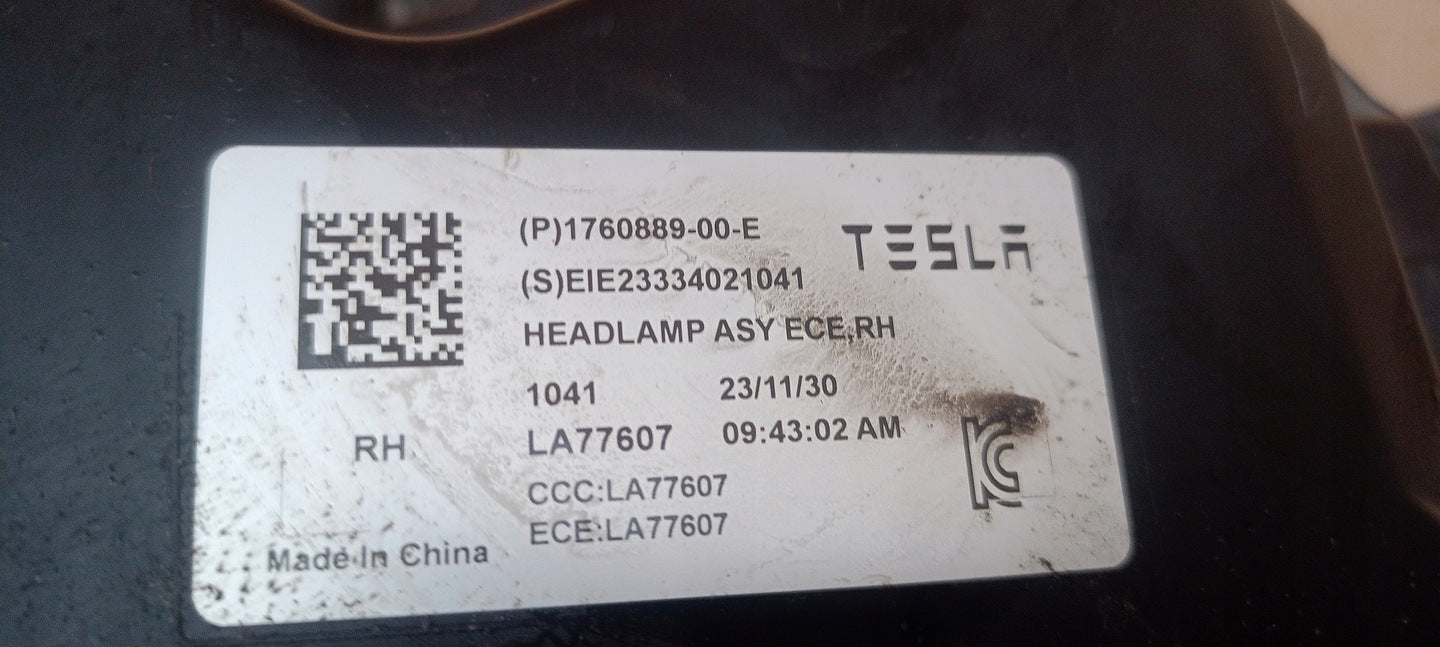 (P)1760889-00-E
TESLA
(S)EIE23334021041
HEADLAMP ASY ECE,RH
1041 23/11/30
RH
LA77607 09:43:02 AM
CCC:LA77607
ECE:LA77607
Made In China